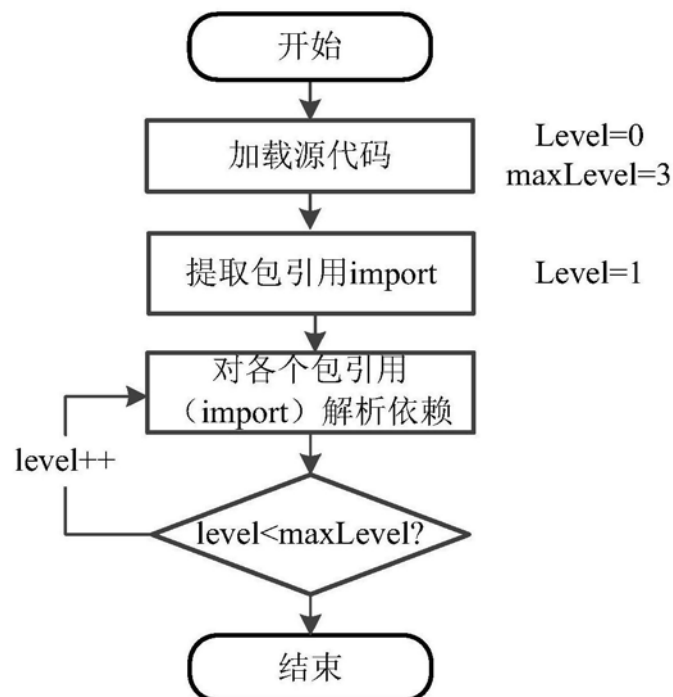 开始
加载源代码
Level=0
maxLevel=3
提取包引用import
Level=1
对各个包引用
（import）解析依赖
level++
level<maxLevel?
结束